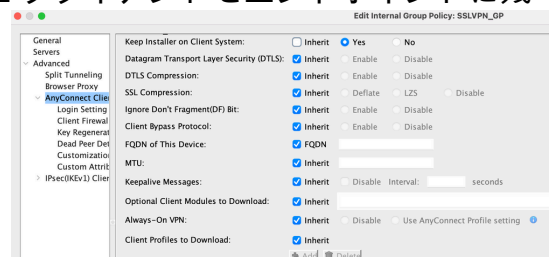 Edit Internal Group Policy: SSLVPN_GP
General
Servers
Advanced
Split Tunneling
Browser Proxy
AnyConnect Clie
Login Setting
Client Firewal
Key Regenerat
Dead Peer Det
Customizatio
Custom Attrib
IPsec(IKEv1) Clier
Keep Installer on Client System: Inherit Yes No
Datagram Transport Layer Security (DTLS): Inherit Enable Disable
DTLS Compression: Inherit Enable Disable
SSL Compression: Inherit Deflate LZS Disable
Ignore Don't Fragment(DF) Bit: Inherit Enable Disable
Client Bypass Protocol: Inherit Enable Disable
FQDN of This Device: Inherit FQDN
MTU: Inherit
Keepalive Messages: Inherit Disable Interval: seconds
Optional Client Modules to Download: Inherit
Always-On VPN: Inherit Disable Use AnyConnect Profile setting
Client Profiles to Download: Inherit
Add Delete